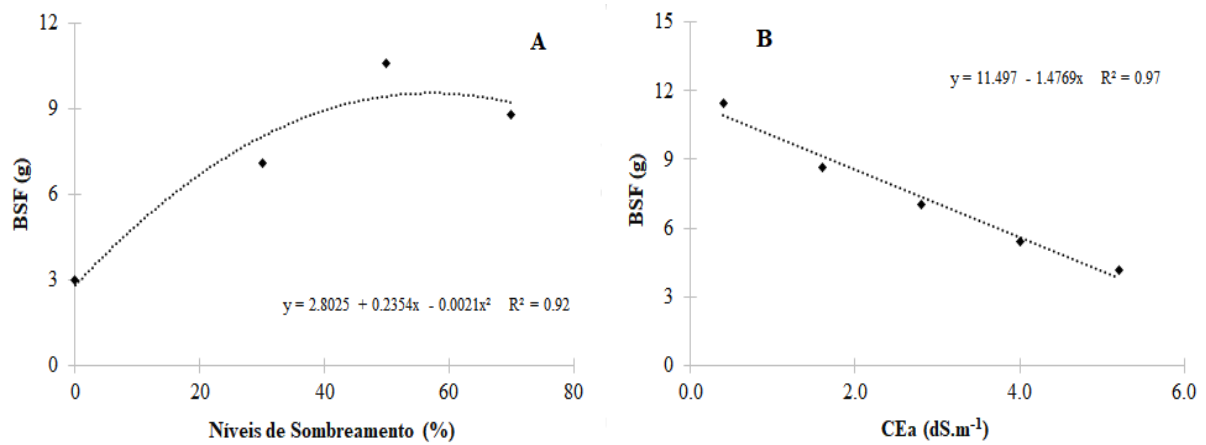 12
9
6
3
0
BSF (g)
A
y = 2.8025 + 0.2354x - 0.0021x² R² = 0.92
0 20 40 60 80
Níveis de Sombreamento (%)
15
12
9
6
3
0
BSF (g)
B
y = 11.497 - 1.4769x R² = 0.97
0.0 2.0 4.0 6.0
CEa (dS.m⁻¹)